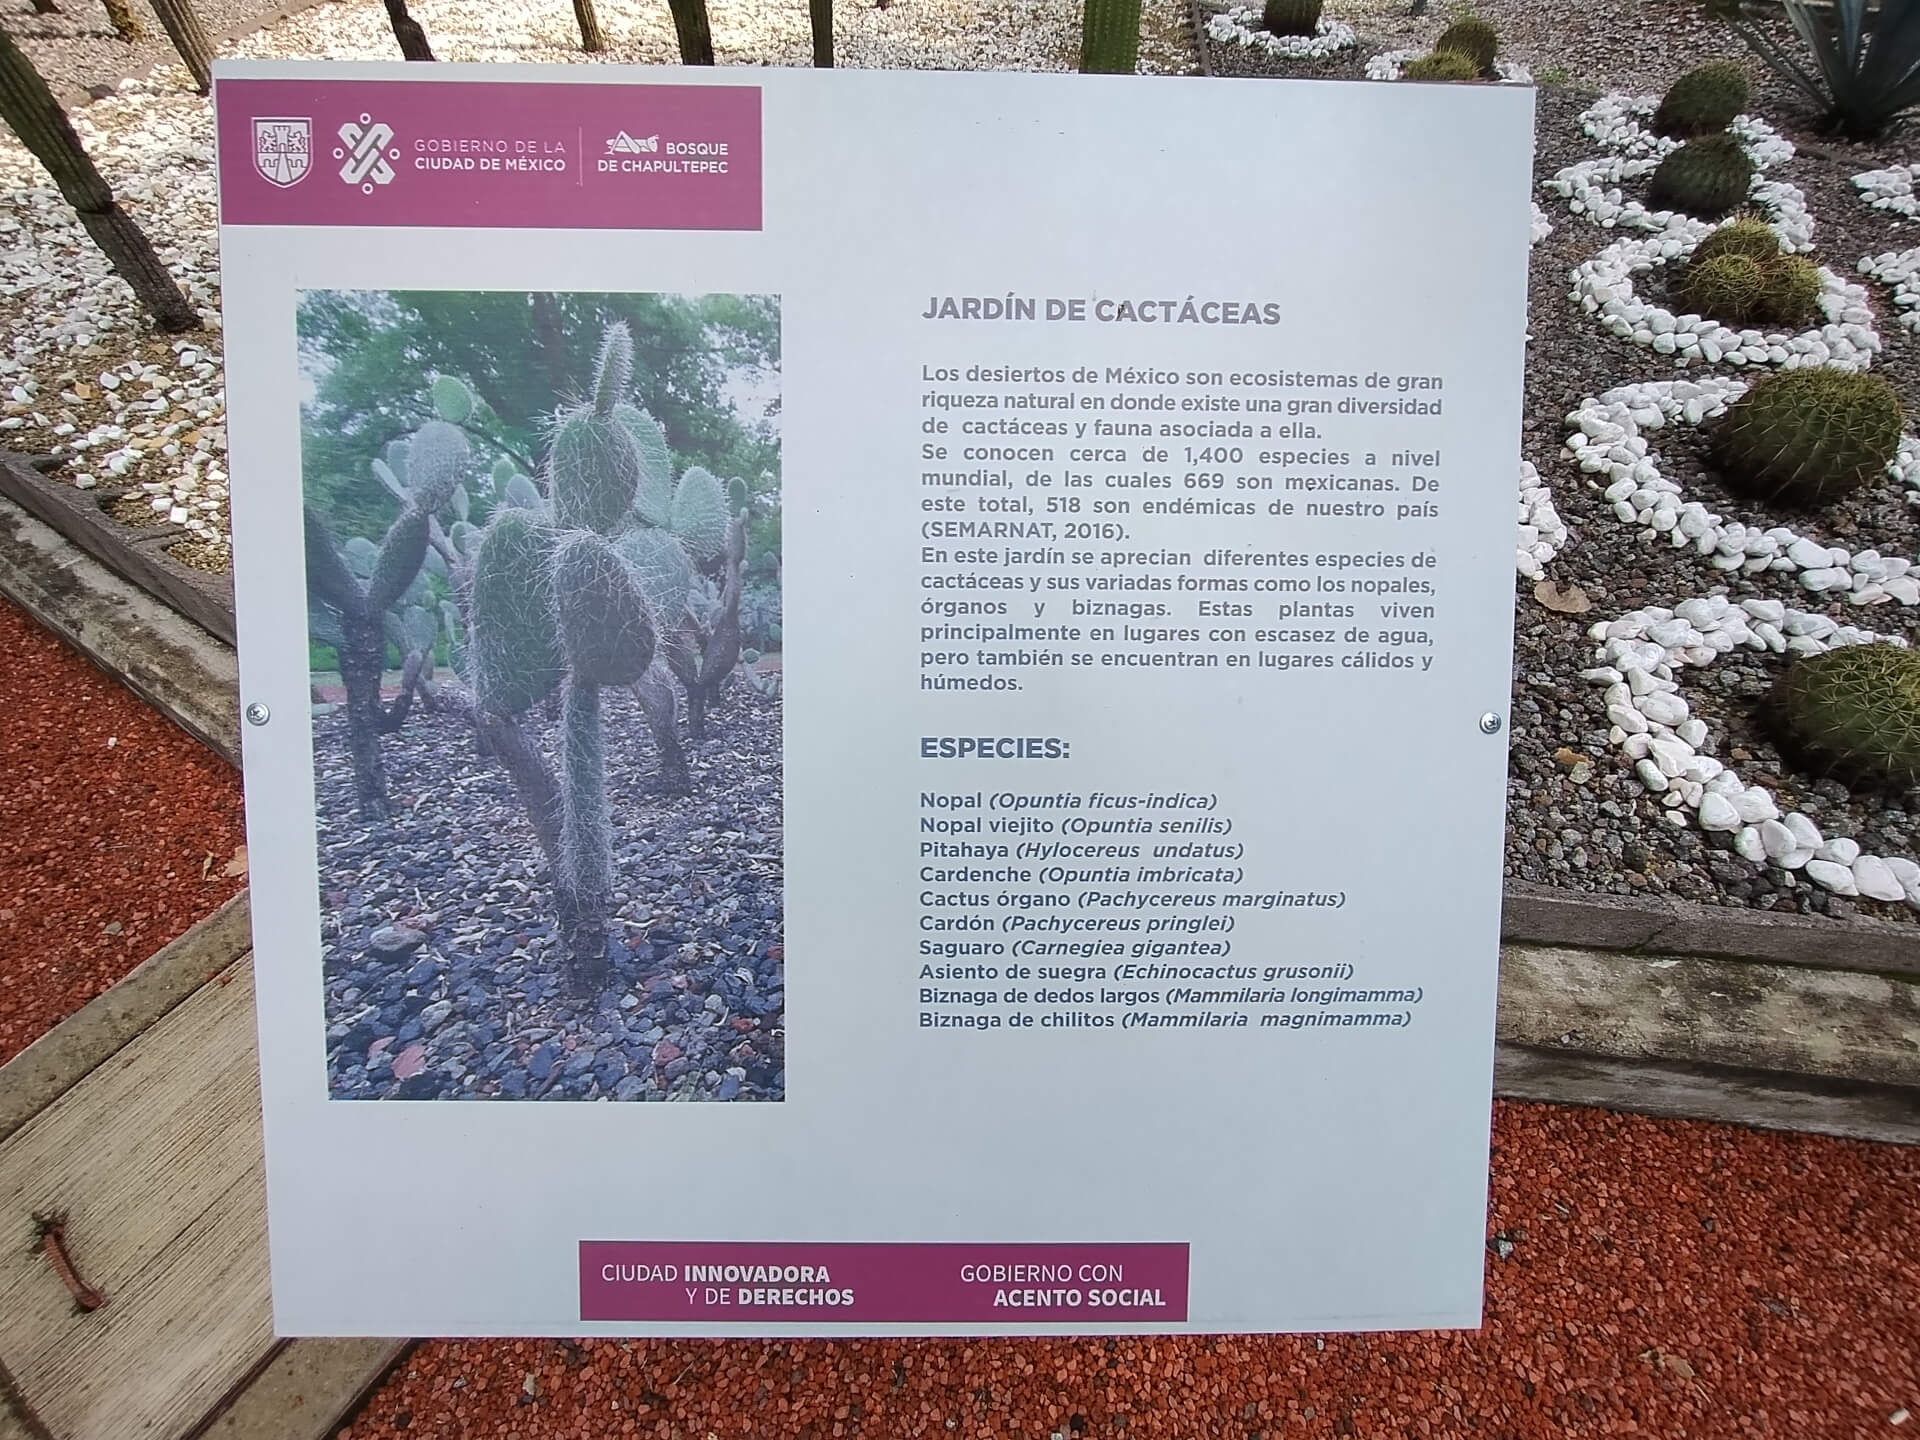 GOBIERNO DE LA
CIUDAD DE MÉXICO
BOSQUE
DE CHAPULTEPEC
JARDÍN DE CACTÁCEAS
Los desiertos de México son ecosistemas de gran
riqueza natural en donde existe una gran diversidad
de cactáceas y fauna asociada a ella.
Se conocen cerca de 1,400 especies a nivel
mundial, de las cuales 669 son mexicanas. De
este total, 518 son endémicas de nuestro país
(SEMARNAT, 2016).
En este jardín se aprecian diferentes especies de
cactáceas y sus variadas formas como los nopales,
órganos y biznagas. Estas plantas viven
principalmente en lugares con escasez de agua,
pero también se encuentran en lugares cálidos y
húmedos.
ESPECIES:
Nopal (Opuntia ficus-indica)
Nopal viejito (Opuntia senilis)
Pitahaya (Hylocereus undatus)
Cardenche (Opuntia imbricata)
Cactus órgano (Pachycereus marginatus)
Cardón (Pachycereus pringlei)
Saguaro (Carnegiea gigantea)
Asiento de suegra (Echinocactus grusonii)
Biznaga de dedos largos (Mammilaria longimamma)
Biznaga de chilitos (Mammilaria magnimamma)
CIUDAD INNOVADORA
Y DE DERECHOS
GOBIERNO CON
ACENTO SOCIAL